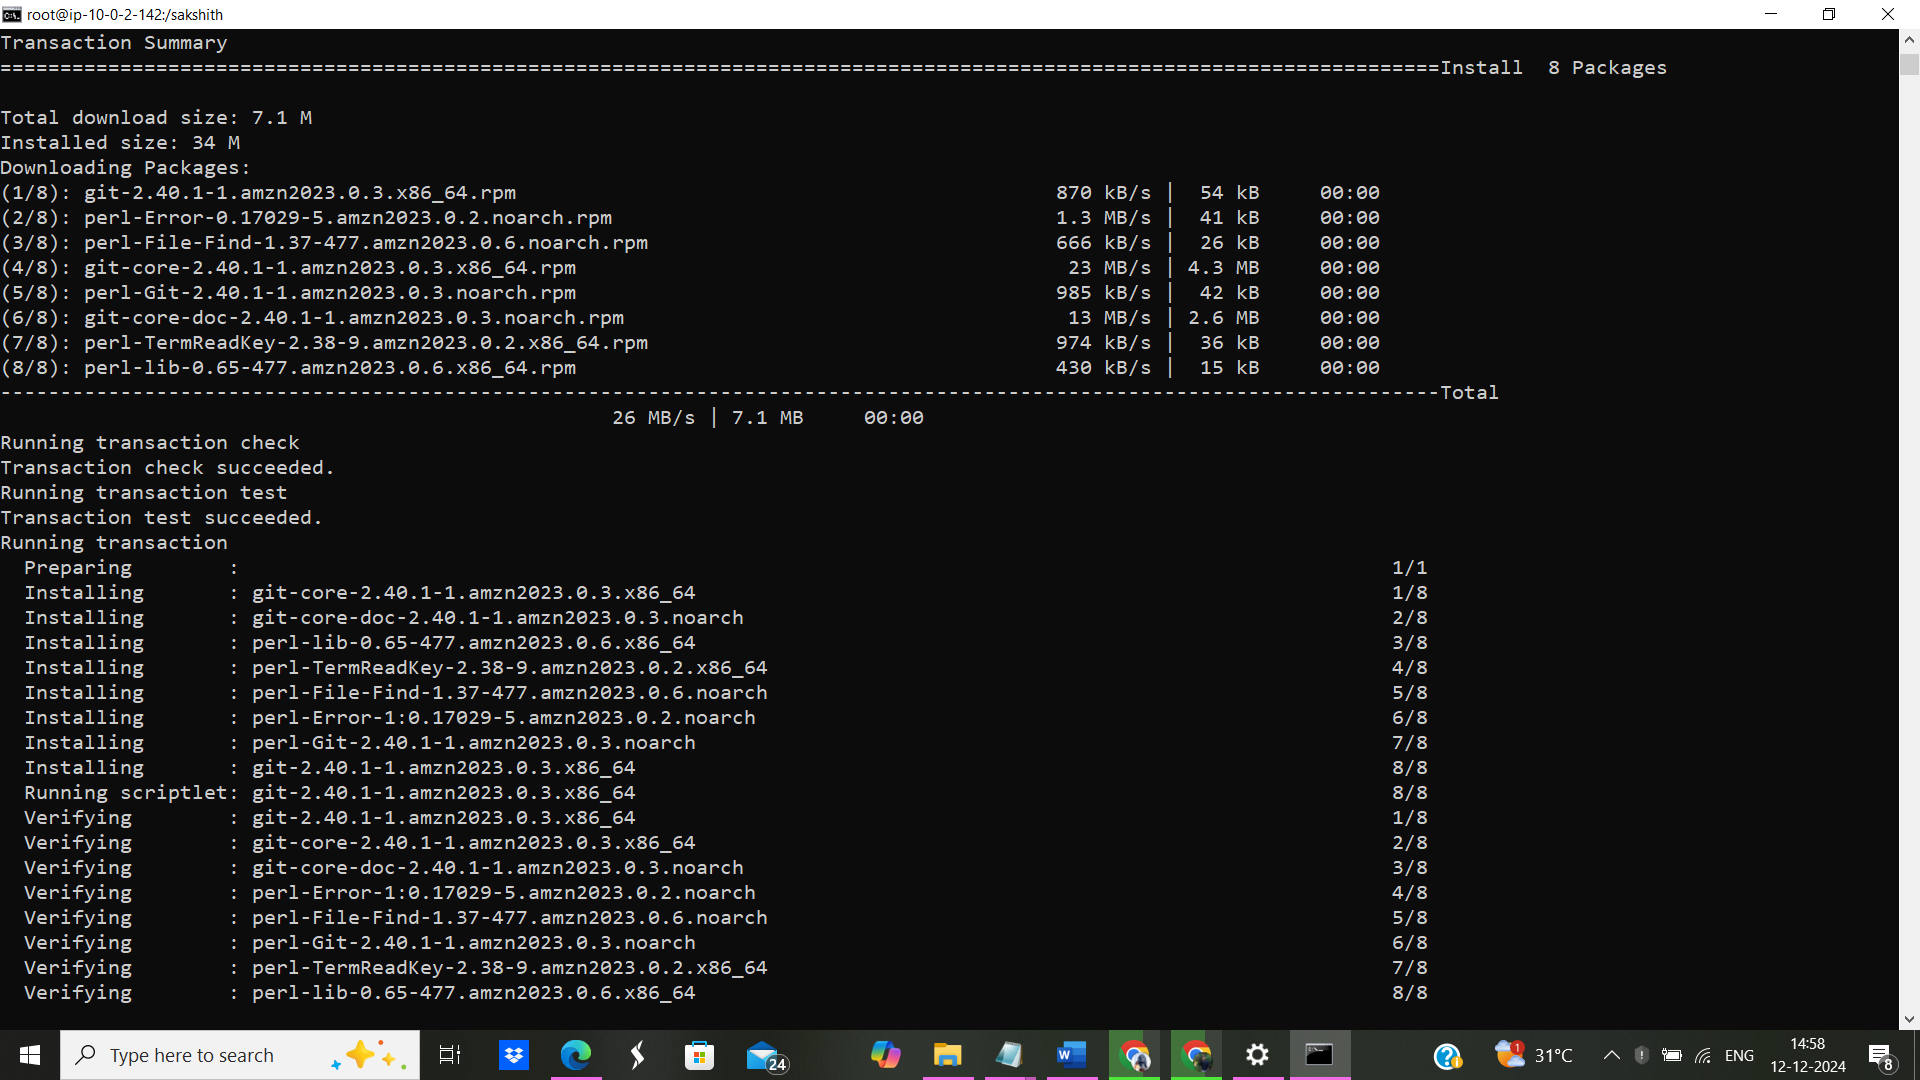 root@ip-10-0-2-142:/sakshith
Transaction Summary
========================================================================================================================Install  8 Packages
Total download size: 7.1 M
Installed size: 34 M
Downloading Packages:
(1/8): git-2.40.1-1.amzn2023.0.3.x86_64.rpm 870 kB/s |  54 kB     00:00
(2/8): perl-Error-0.17029-5.amzn2023.0.2.noarch.rpm 1.3 MB/s |  41 kB     00:00
(3/8): perl-File-Find-1.37-477.amzn2023.0.6.noarch.rpm 666 kB/s |  26 kB     00:00
(4/8): git-core-2.40.1-1.amzn2023.0.3.x86_64.rpm 23 MB/s | 4.3 MB     00:00
(5/8): perl-Git-2.40.1-1.amzn2023.0.3.noarch.rpm 985 kB/s |  42 kB     00:00
(6/8): git-core-doc-2.40.1-1.amzn2023.0.3.noarch.rpm 13 MB/s | 2.6 MB     00:00
(7/8): perl-TermReadKey-2.38-9.amzn2023.0.2.x86_64.rpm 974 kB/s |  36 kB     00:00
(8/8): perl-lib-0.65-477.amzn2023.0.6.x86_64.rpm 430 kB/s |  15 kB     00:00
------------------------------------------------------------------------------------------------------------------------Total
26 MB/s | 7.1 MB     00:00
Running transaction check
Transaction check succeeded.
Running transaction test
Transaction test succeeded.
Running transaction
  Preparing        : 1/1
  Installing       : git-core-2.40.1-1.amzn2023.0.3.x86_64 1/8
  Installing       : git-core-doc-2.40.1-1.amzn2023.0.3.noarch 2/8
  Installing       : perl-lib-0.65-477.amzn2023.0.6.x86_64 3/8
  Installing       : perl-TermReadKey-2.38-9.amzn2023.0.2.x86_64 4/8
  Installing       : perl-File-Find-1.37-477.amzn2023.0.6.noarch 5/8
  Installing       : perl-Error-1:0.17029-5.amzn2023.0.2.noarch 6/8
  Installing       : perl-Git-2.40.1-1.amzn2023.0.3.noarch 7/8
  Installing       : git-2.40.1-1.amzn2023.0.3.x86_64 8/8
  Running scriptlet: git-2.40.1-1.amzn2023.0.3.x86_64 8/8
  Verifying        : git-2.40.1-1.amzn2023.0.3.x86_64 1/8
  Verifying        : git-core-2.40.1-1.amzn2023.0.3.x86_64 2/8
  Verifying        : git-core-doc-2.40.1-1.amzn2023.0.3.noarch 3/8
  Verifying        : perl-Error-1:0.17029-5.amzn2023.0.2.noarch 4/8
  Verifying        : perl-File-Find-1.37-477.amzn2023.0.6.noarch 5/8
  Verifying        : perl-Git-2.40.1-1.amzn2023.0.3.noarch 6/8
  Verifying        : perl-TermReadKey-2.38-9.amzn2023.0.2.x86_64 7/8
  Verifying        : perl-lib-0.65-477.amzn2023.0.6.x86_64 8/8
Type here to search
24
1
31°C
ENG
14:58
12-12-2024
8